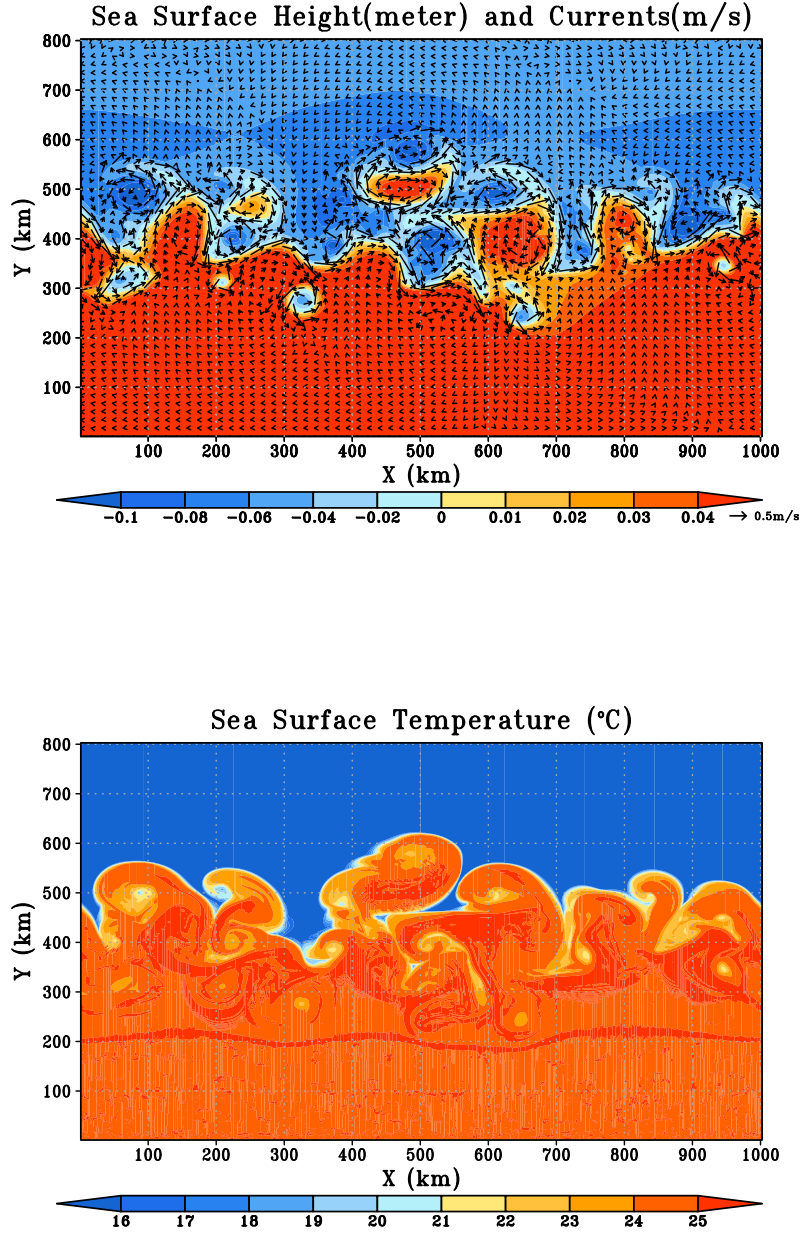 Sea Surface Height(meter) and Currents(m/s)
800
700
600
500
400
300
200
100
Y (km)
100 200 300 400 500 600 700 800 900 1000
X (km)
-0.1 -0.08 -0.06 -0.04 -0.02 0 0.01 0.02 0.03 0.04 0.5m/s
Sea Surface Temperature (°C)
800
700
600
500
400
300
200
100
Y (km)
100 200 300 400 500 600 700 800 900 1000
X (km)
16 17 18 19 20 21 22 23 24 25